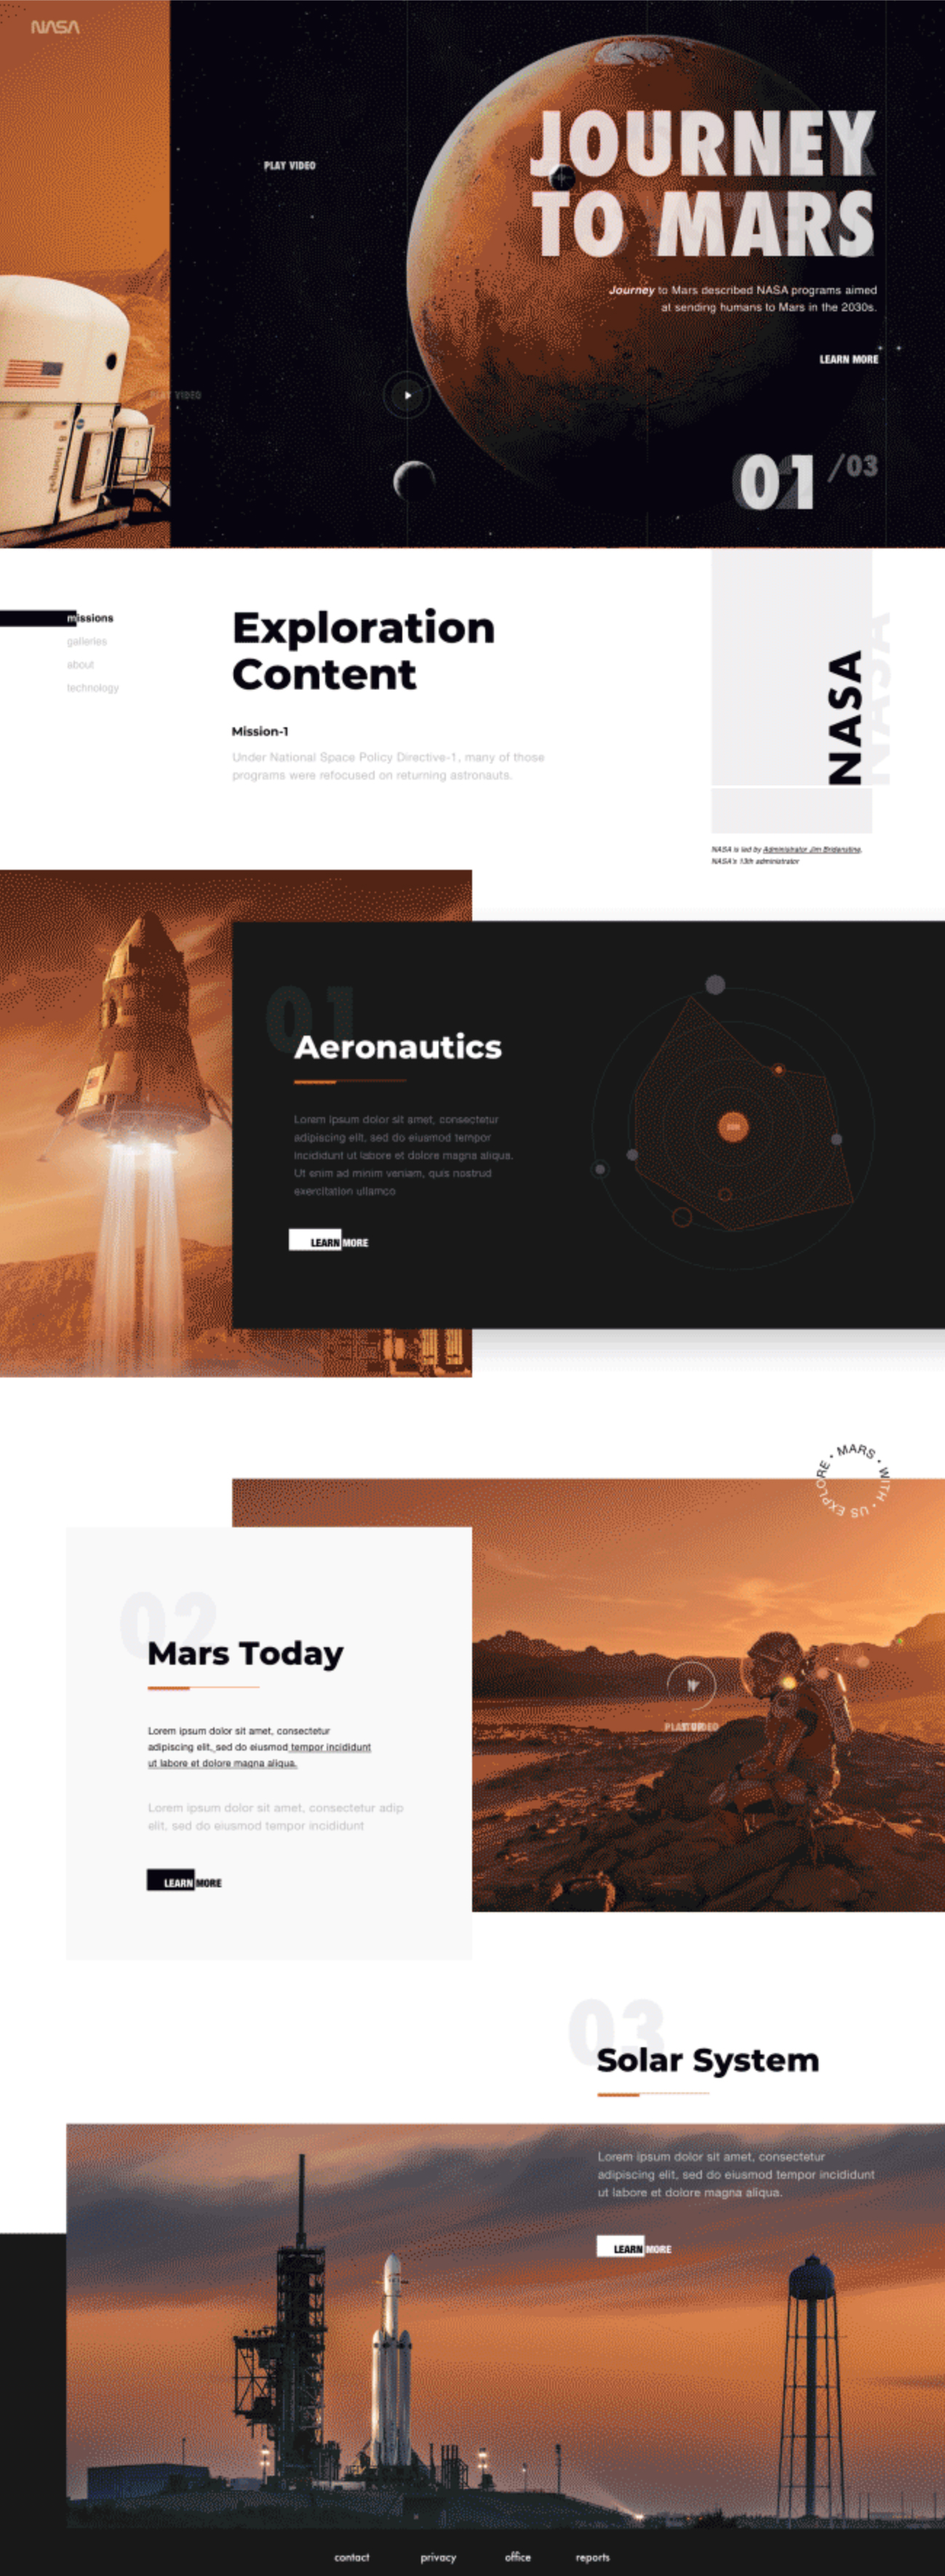 NASA
PLAY VIDEO
JOURNEY
TO MARS
Journey to Mars described NASA programs aimed
at sending humans to Mars in the 2030s.
LEARN MORE
PLAY VIDEO
01 /03
missions
galleries
about
technology
Exploration
Content
Mission-1
Under National Space Policy Directive-1, many of those
programs were refocused on returning astronauts.
NASA
NASA
NASA is led by Administrator Jim Bridenstine,
NASA's 13th administrator
01
Aeronautics
Lorem ipsum dolor sit amet, consectetur
adipiscing elit, sed do eiusmod tempor
incididunt ut labore et dolore magna aliqua.
Ut enim ad minim veniam, quis nostrud
exercitation ullamco
LEARN MORE
MARS • WITH • US EXPLORE •
02
Mars Today
Lorem ipsum dolor sit amet, consectetur
adipiscing elit, sed do eiusmod tempor incididunt
ut labore et dolore magna aliqua.
Lorem ipsum dolor sit amet, consectetur adip
elit, sed do eiusmod tempor incididunt
LEARN MORE
03
Solar System
Lorem ipsum dolor sit amet, consectetur
adipiscing elit, sed do eiusmod tempor incididunt
ut labore et dolore magna aliqua.
LEARN MORE
contact privacy office reports